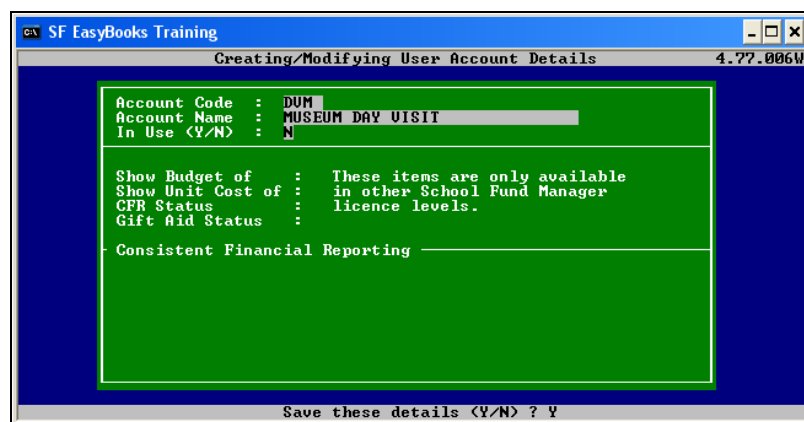 SF EasyBooks Training
Creating/Modifying User Account Details 4.77.006W
Account Code : DVM
Account Name : MUSEUM DAY VISIT
In Use (Y/N) : N
Show Budget of : These items are only available
Show Unit Cost of : in other School Fund Manager
CFR Status : licence levels.
Gift Aid Status :
Consistent Financial Reporting
Save these details (Y/N) ? Y